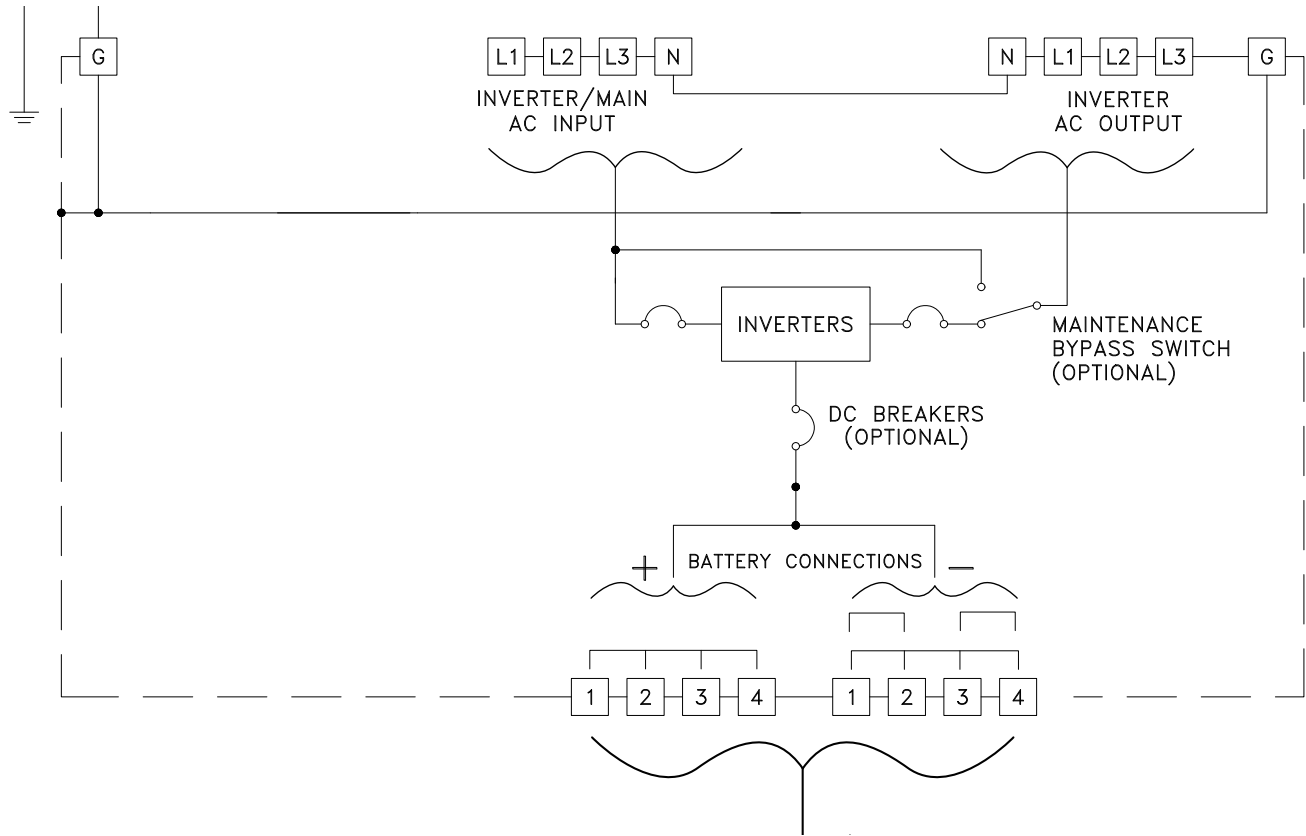 G
L1 L2 L3 N
N L1 L2 L3 G
INVERTER/MAIN
AC INPUT
INVERTER
AC OUTPUT
INVERTERS
MAINTENANCE
BYPASS SWITCH
(OPTIONAL)
DC BREAKERS
(OPTIONAL)
+ BATTERY CONNECTIONS −
1 2 3 4
1 2 3 4